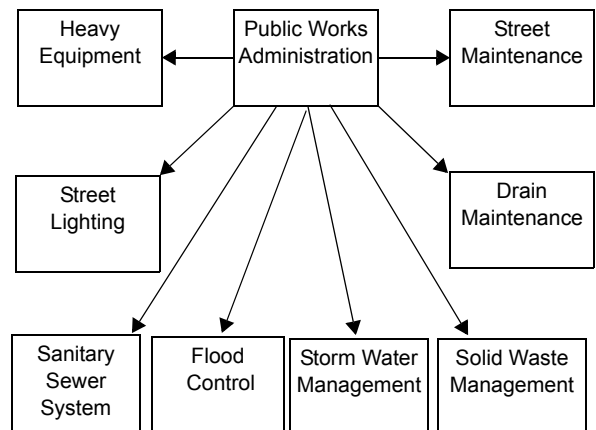 Heavy
Equipment
Public Works
Administration
Street
Maintenance
Street
Lighting
Drain
Maintenance
Sanitary
Sewer
System
Flood
Control
Storm Water
Management
Solid Waste
Management